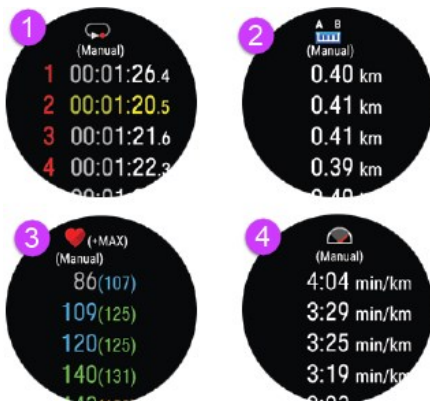 1
(Manual)
1 00:01:26.4
2 00:01:20.5
3 00:01:21.6
4 00:01:22.3
2
A B
(Manual)
0.40 km
0.41 km
0.41 km
0.39 km
3
(+MAX)
(Manual)
86(107)
109(125)
120(125)
140(131)
4
(Manual)
4:04 min/km
3:29 min/km
3:25 min/km
3:19 min/km